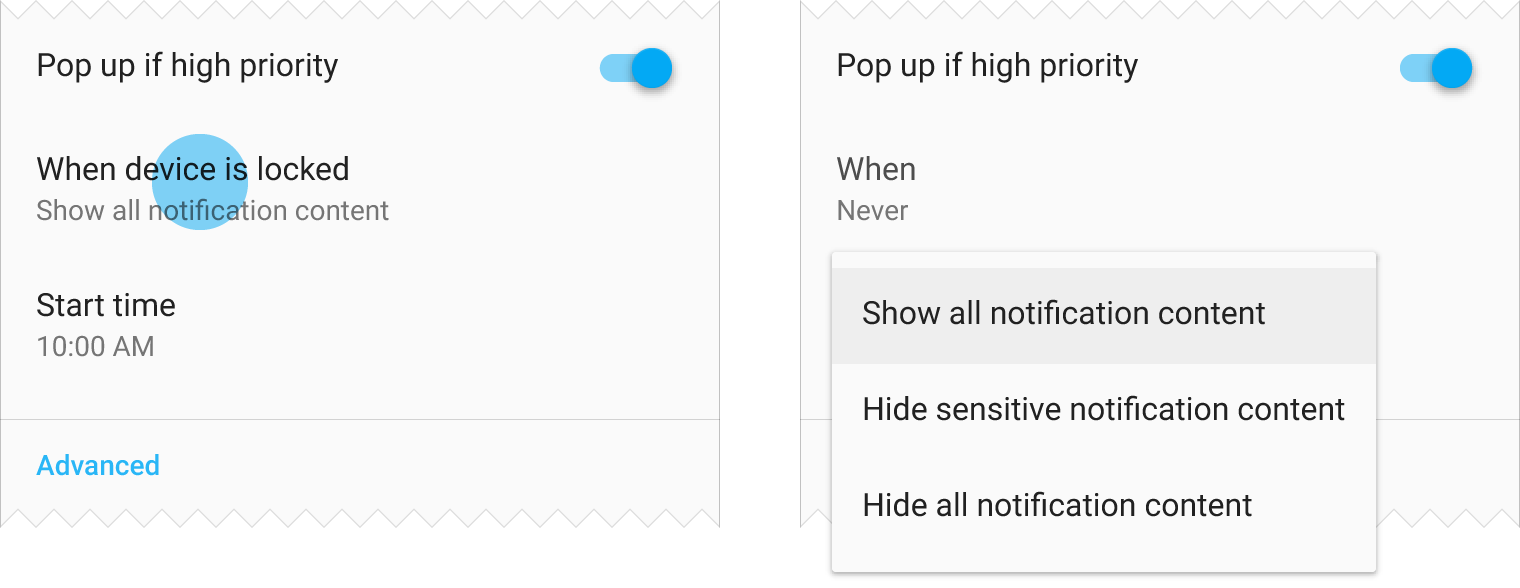 Pop up if high priority
When device is locked
Show all notification content
Start time
10:00 AM
Advanced
Pop up if high priority
When
Never
Show all notification content
Hide sensitive notification content
Hide all notification content